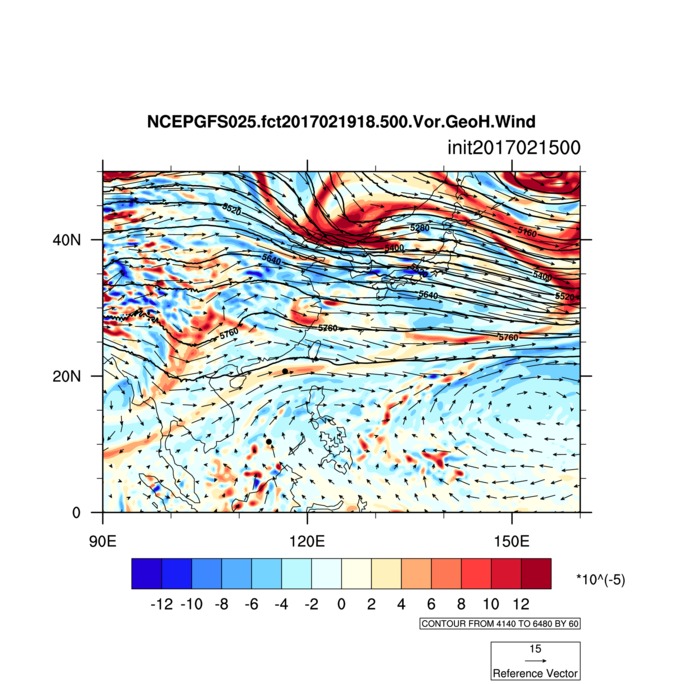 NCEPGFS025.fct2017021918.500.Vor.GeoH.Wind
init2017021500
5520
5280
5160
40N
5400
5640
5400
5640
5520
5760
5760
5760
20N
0
90E 120E 150E
-12 -10 -8 -6 -4 -2 0 2 4 6 8 10 12
*10^(-5)
CONTOUR FROM 4140 TO 6480 BY 60
15
Reference Vector